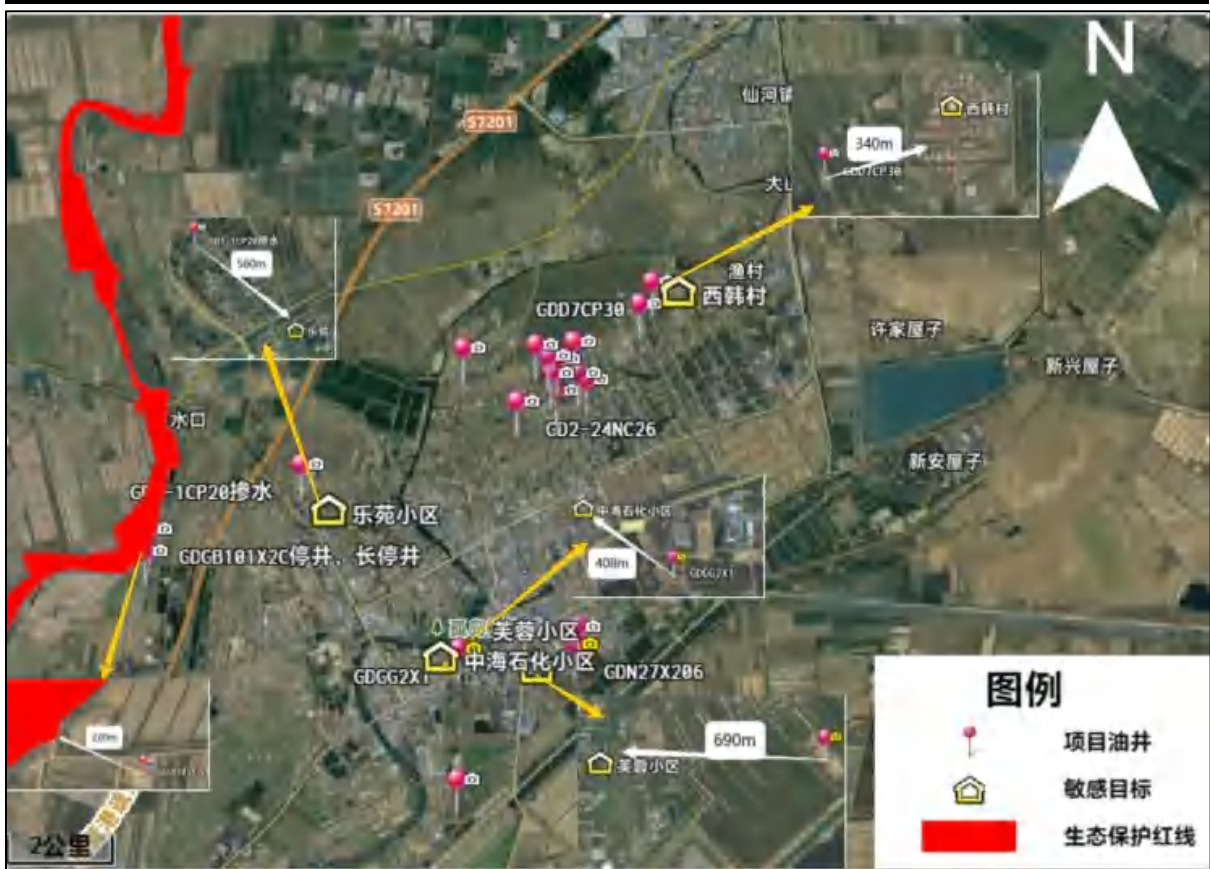 N
仙河镇
西韩村
S7201
340m
GDD7CP30
S7201
560m
渔村
西韩村
GDD7CP30
许家屋子
新兴屋子
水口
GD2-24NC26
新安屋子
1CP20掺水
乐苑小区
中海石化小区
GDGB101X2C停井、长停井
408m
GDGG2X1
芙蓉小区
中海石化小区
GDGG2X1
GDN27X206
图例
项目油井
690m
芙蓉小区
敏感目标
生态保护红线
2公里